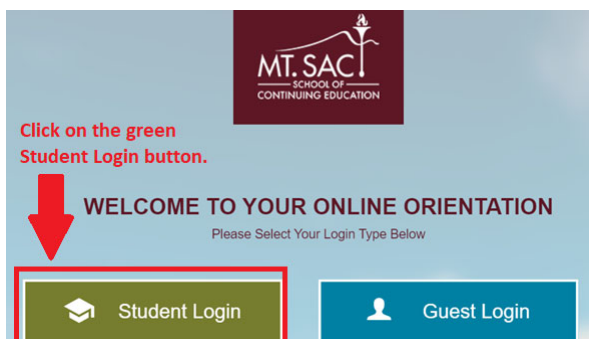 MT. SAC
SCHOOL OF
CONTINUING EDUCATION
Click on the green
Student Login button.
WELCOME TO YOUR ONLINE ORIENTATION
Please Select Your Login Type Below
Student Login
Guest Login